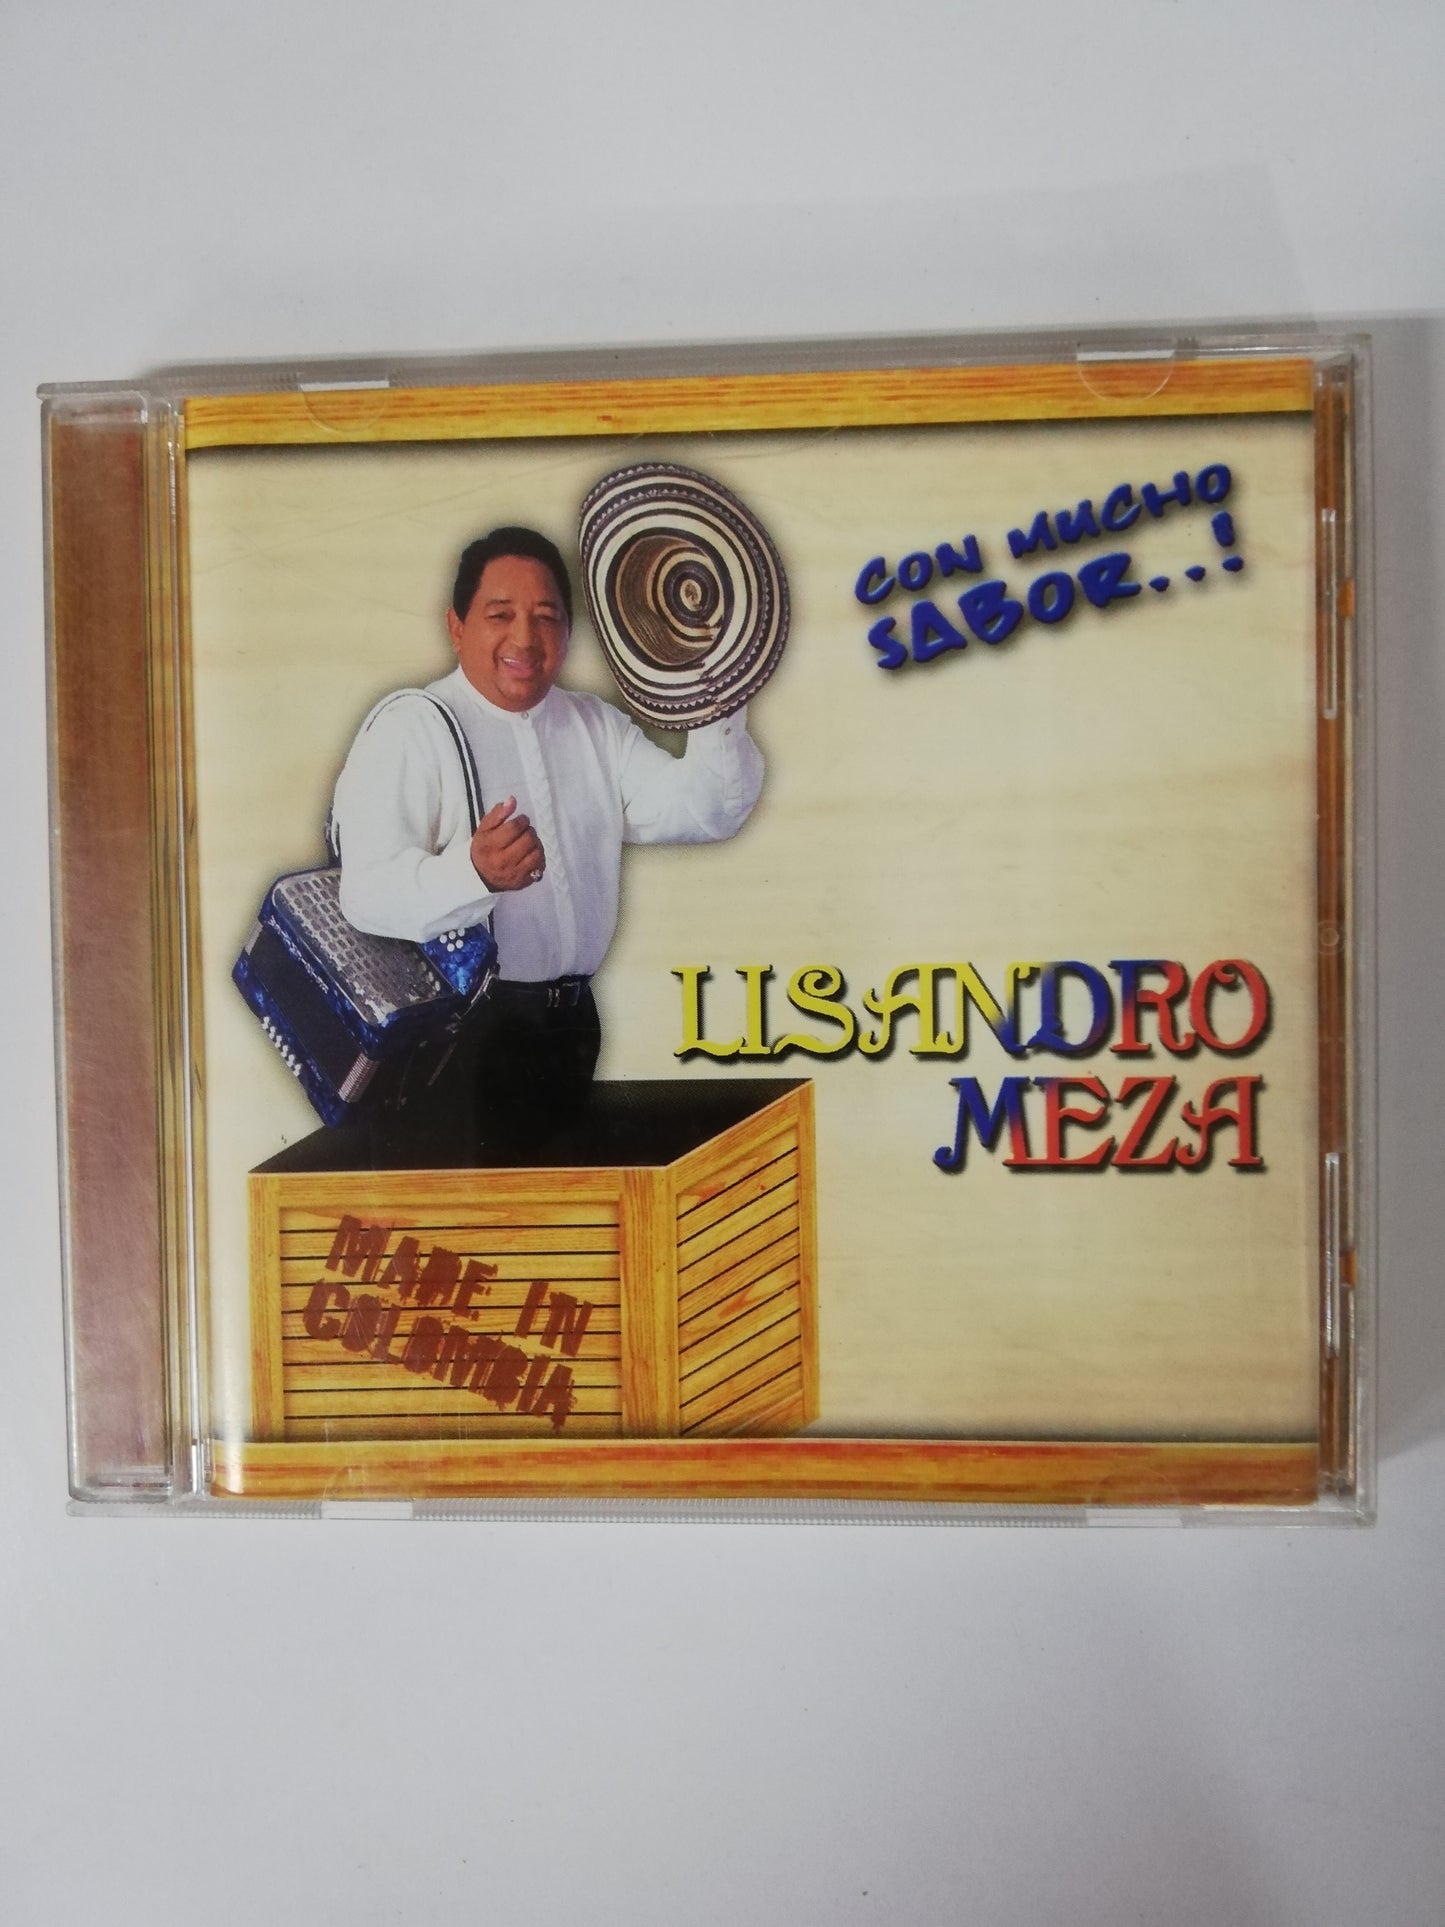 CON MUCHO
SABOR..!
LISANDRO
MEZA
MADE IN
COLOMBIA